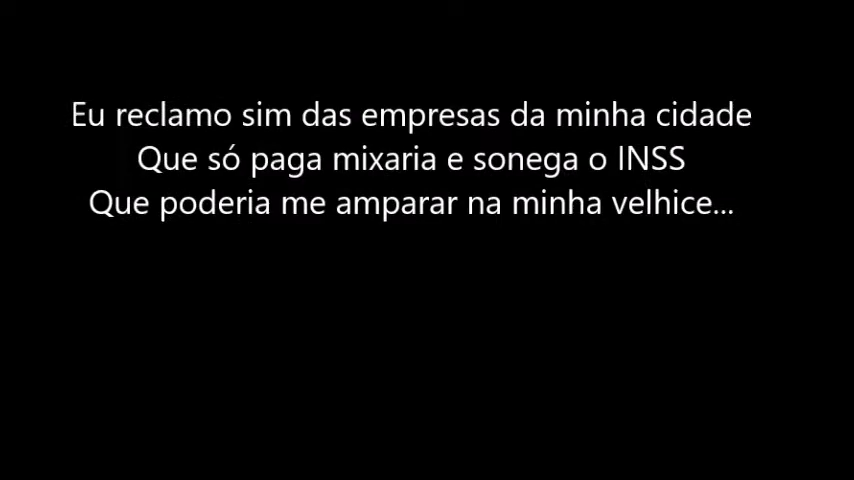 Eu reclamo sim das empresas da minha cidade
Que só paga mixaria e sonega o INSS
Que poderia me amparar na minha velhice...